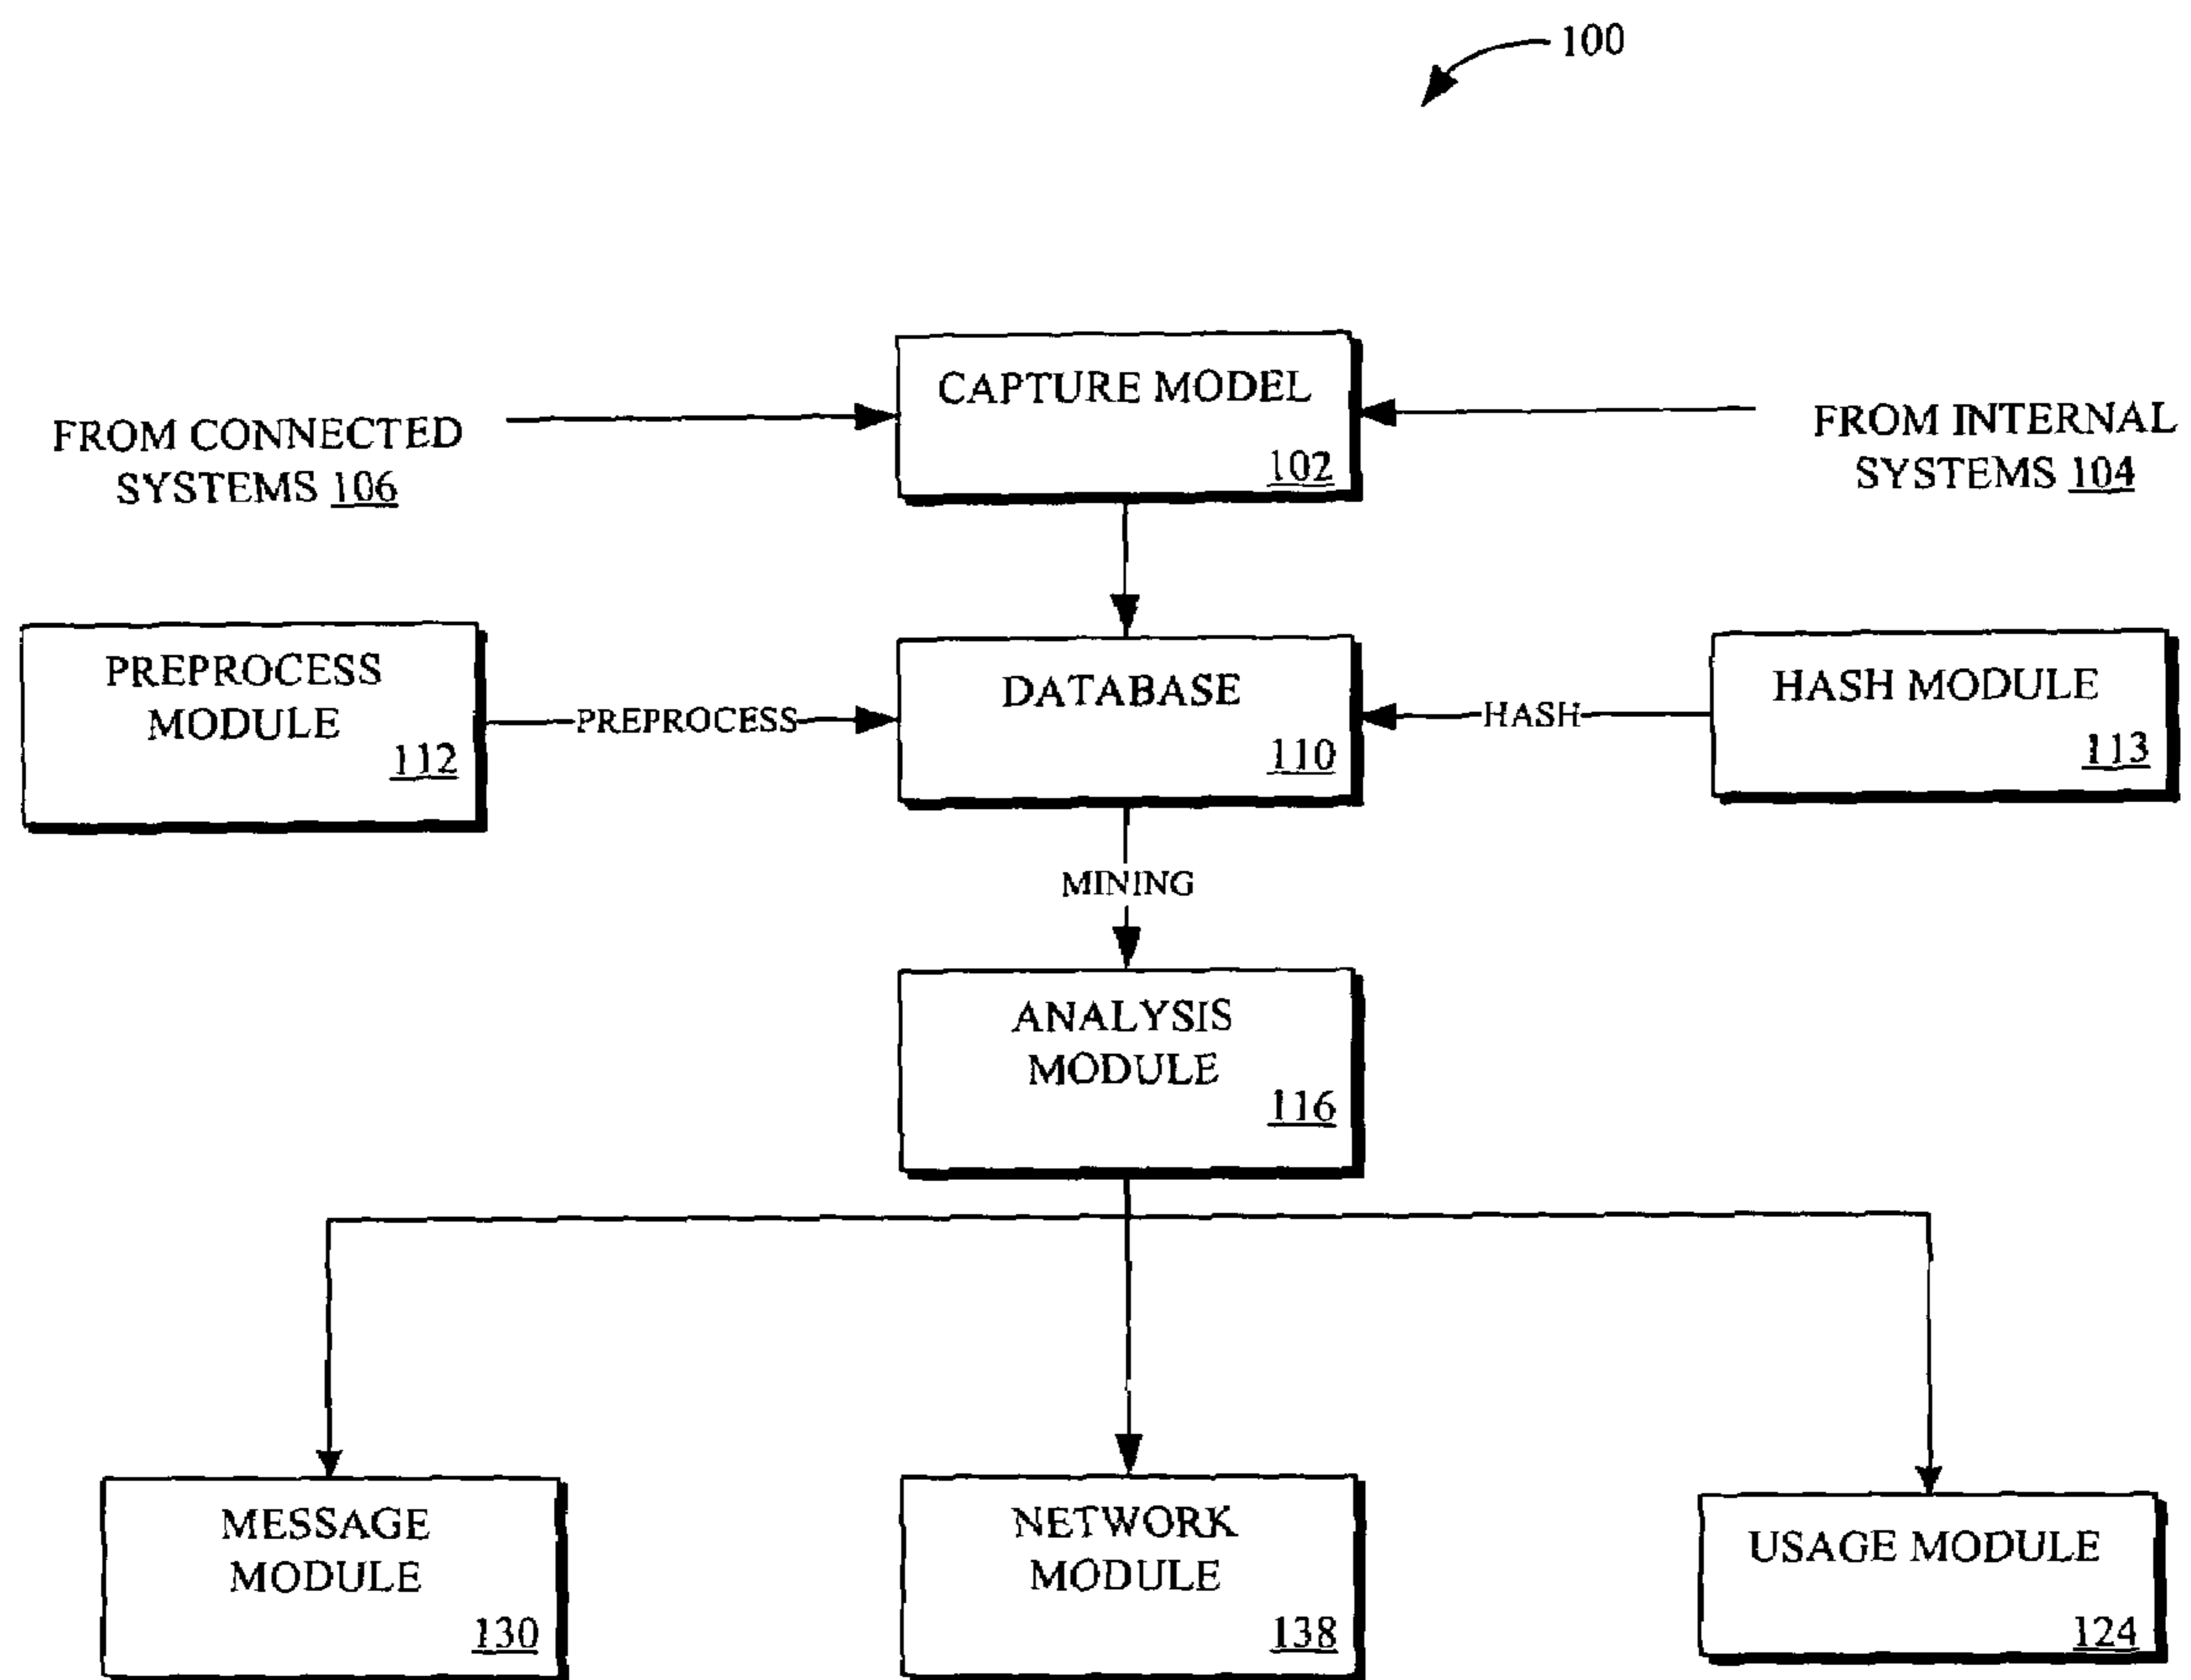 100
CAPTURE MODEL
102
FROM CONNECTED
SYSTEMS 106
FROM INTERNAL
SYSTEMS 104
PREPROCESS
MODULE
112
PREPROCESS
DATABASE
110
HASH
HASH MODULE
113
MINING
ANALYSIS
MODULE
116
MESSAGE
MODULE
130
NETWORK
MODULE
138
USAGE MODULE
124